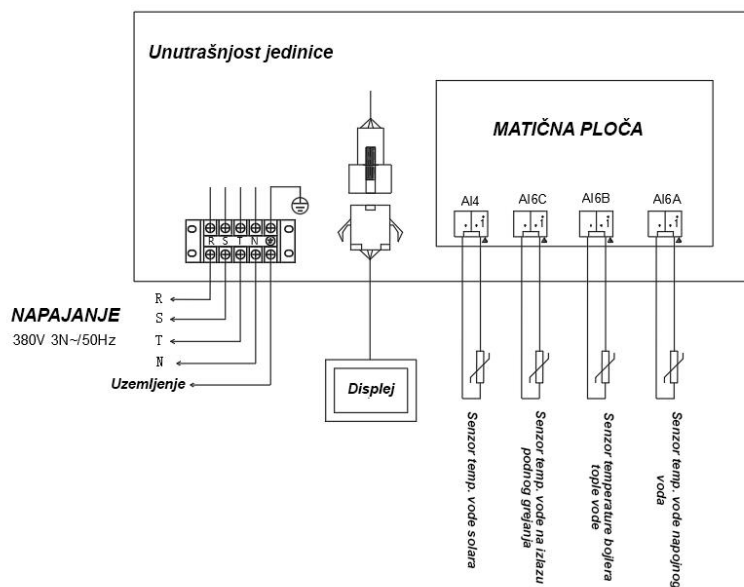 Unutrašnjost jedinice
MATIČNA PLOČA
AI4
AI6C
AI6B
AI6A
R S T N
NAPAJANJE
380V 3N~/50Hz
R
S
T
N
Uzemljenje
Displej
Senzor temp. vode solara
Senzor temp. vode na izlazu
podnog grejanja
Senzor temperature bojlera
tople vode
Senzor temp. vode napojnog
voda